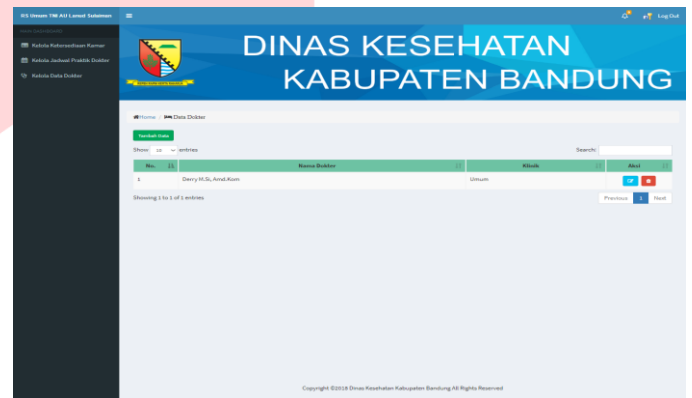 RS Umum TNI AU Lanud Sulaiman
Log Out
MAIN DASHBOARD
Kelola Ketersediaan Kamar
Kelola Jadwal Praktik Dokter
Kelola Data Dokter
DINAS KESEHATAN
KABUPATEN BANDUNG
Home / Data Dokter
Tambah Data
Show 10 entries
Search:
No. Nama Dokter Klinik Aksi
1 Derry M.Si, Amd.Kom Umum
Showing 1 to 1 of 1 entries
Previous 1 Next
Copyright ©2018 Dinas Kesehatan Kabupaten Bandung.All Rights Reserved